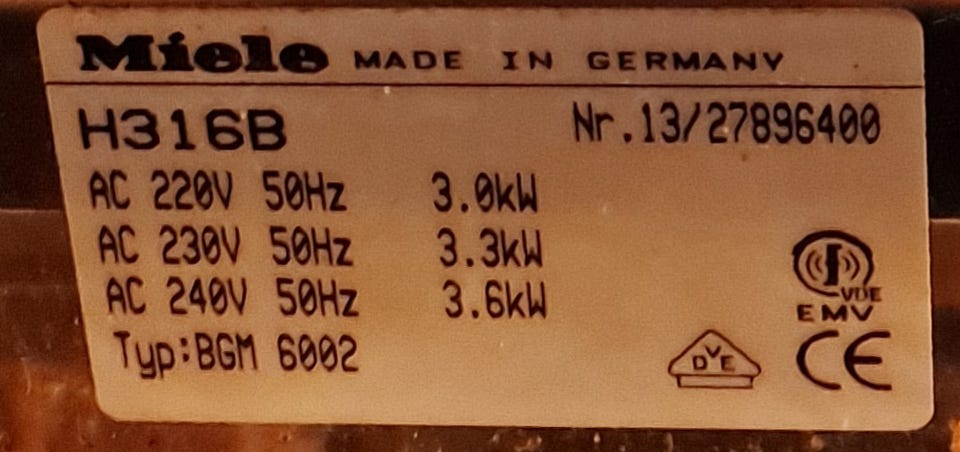 Miele MADE IN GERMANY
H316B Nr.13/27896400
AC 220V 50Hz 3.0kW
AC 230V 50Hz 3.3kW
AC 240V 50Hz 3.6kW
Typ:BGM 6002
VDE
EMV
DVE
CE